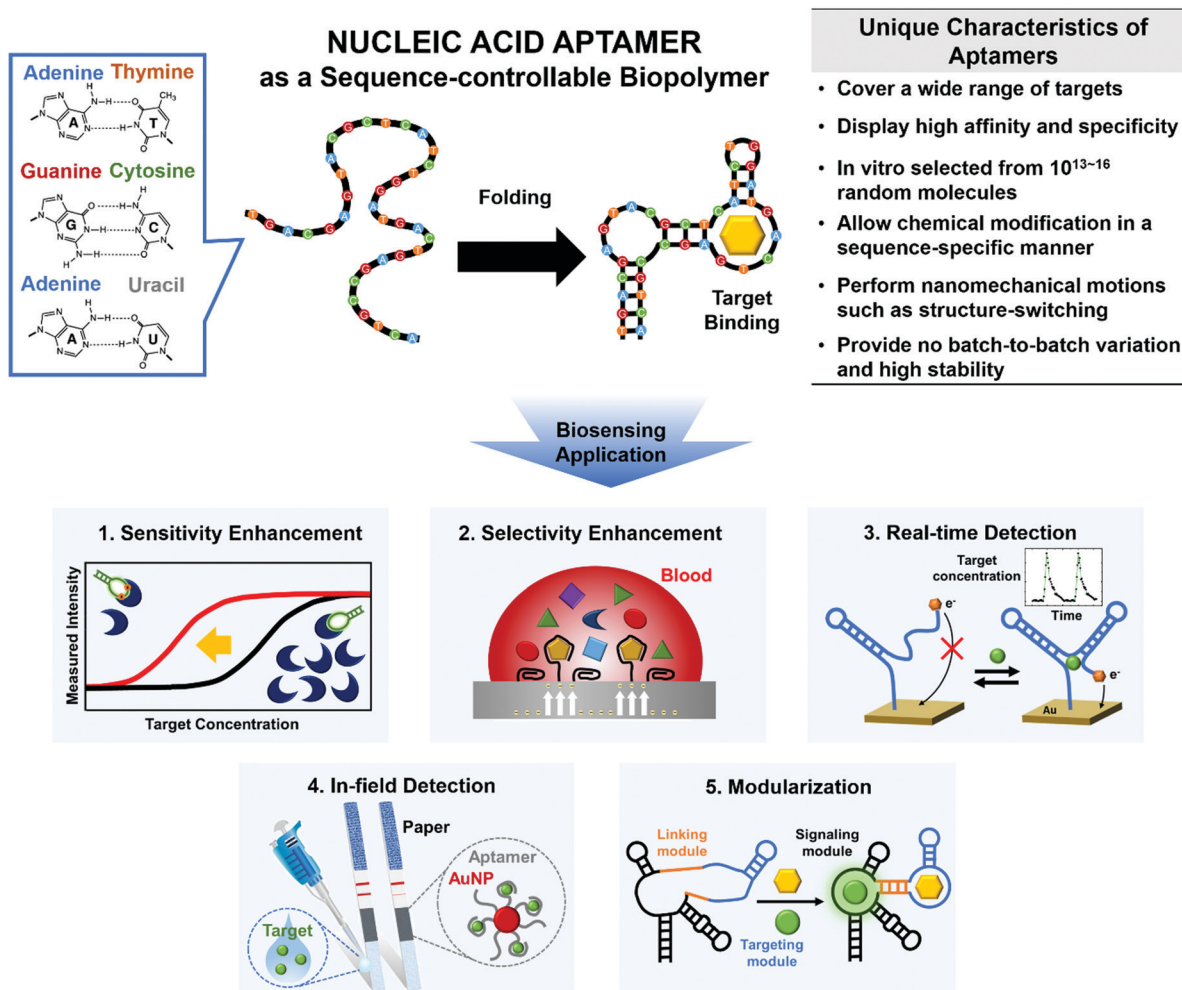 NUCLEIC ACID APTAMER
as a Sequence-controllable Biopolymer
Adenine Thymine
A
T
CH₃
Guanine Cytosine
G
C
Adenine Uracil
A
U
Folding
Target
Binding
Unique Characteristics of
Aptamers
• Cover a wide range of targets
• Display high affinity and specificity
• In vitro selected from 10¹³~¹⁶
random molecules
• Allow chemical modification in a
sequence-specific manner
• Perform nanomechanical motions
such as structure-switching
• Provide no batch-to-batch variation
and high stability
Biosensing
Application
1. Sensitivity Enhancement
Measured Intensity
Target Concentration
2. Selectivity Enhancement
Blood
3. Real-time Detection
Target
concentration
Time
e⁻
e⁻
Au
4. In-field Detection
Paper
Target
Aptamer
AuNP
5. Modularization
Linking
module
Signaling
module
Targeting
module